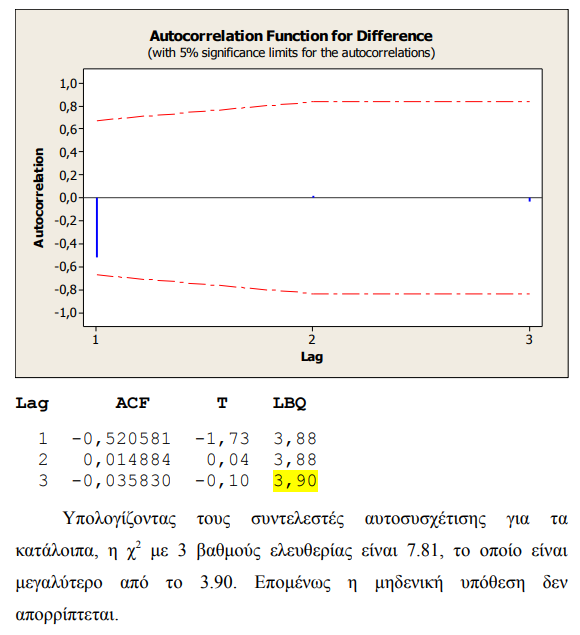 Autocorrelation Function for Difference
(with 5% significance limits for the autocorrelations)
1,0
0,8
0,6
0,4
0,2
0,0
-0,2
-0,4
-0,6
-0,8
-1,0
Autocorrelation
1 2 3
Lag
Lag ACF T LBQ
1 -0,520581 -1,73 3,88
2 0,014884 0,04 3,88
3 -0,035830 -0,10 3,90
Υπολογίζοντας τους συντελεστές αυτοσυσχέτισης για τα
κατάλοιπα, η χ² με 3 βαθμούς ελευθερίας είναι 7.81, το οποίο είναι
μεγαλύτερο από το 3.90. Επομένως η μηδενική υπόθεση δεν
απορρίπτεται.